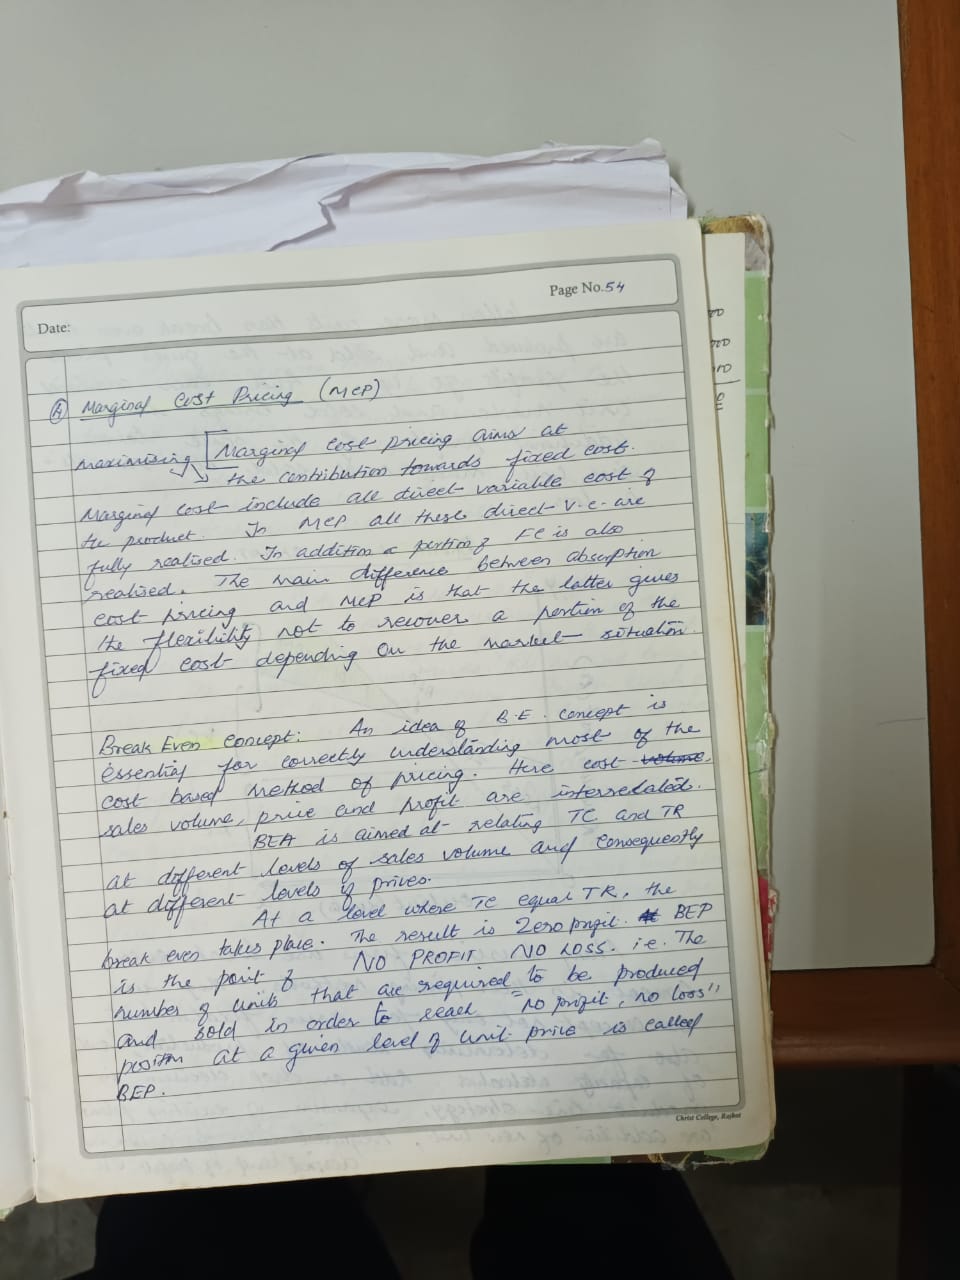 Page No. 54
Date:
(A) Marginal Cost Pricing (MCP)
maximising [Marginal cost pricing aims at
the contribution towards fixed cost.
Marginal cost include all direct variable cost of
the product. In MCP all these direct V.C. are
fully realised. In addition a portion of FC is also
realised. The main difference between absorption
cost pricing and MCP is that the latter gives
the flexibility not to recover a portion of the
fixed cost depending on the market situation.
Break Even concept: An idea of B.E. concept is
essential for correctly understanding most of the
cost based method of pricing. Here cost volume,
sales volume, price and profit are interrelated.
BEA is aimed at relating TC and TR
at different levels of sales volume and consequently
at different levels of prices.
At a level where TC equal TR, the
break even takes place. The result is Zero profit. BEP
is the point of NO PROFIT NO LOSS. i.e. The
number of units that are required to be produced
and sold in order to reach "no profit, no loss"
position at a given level of unit price is called
BEP.
Christ College, Rajkot